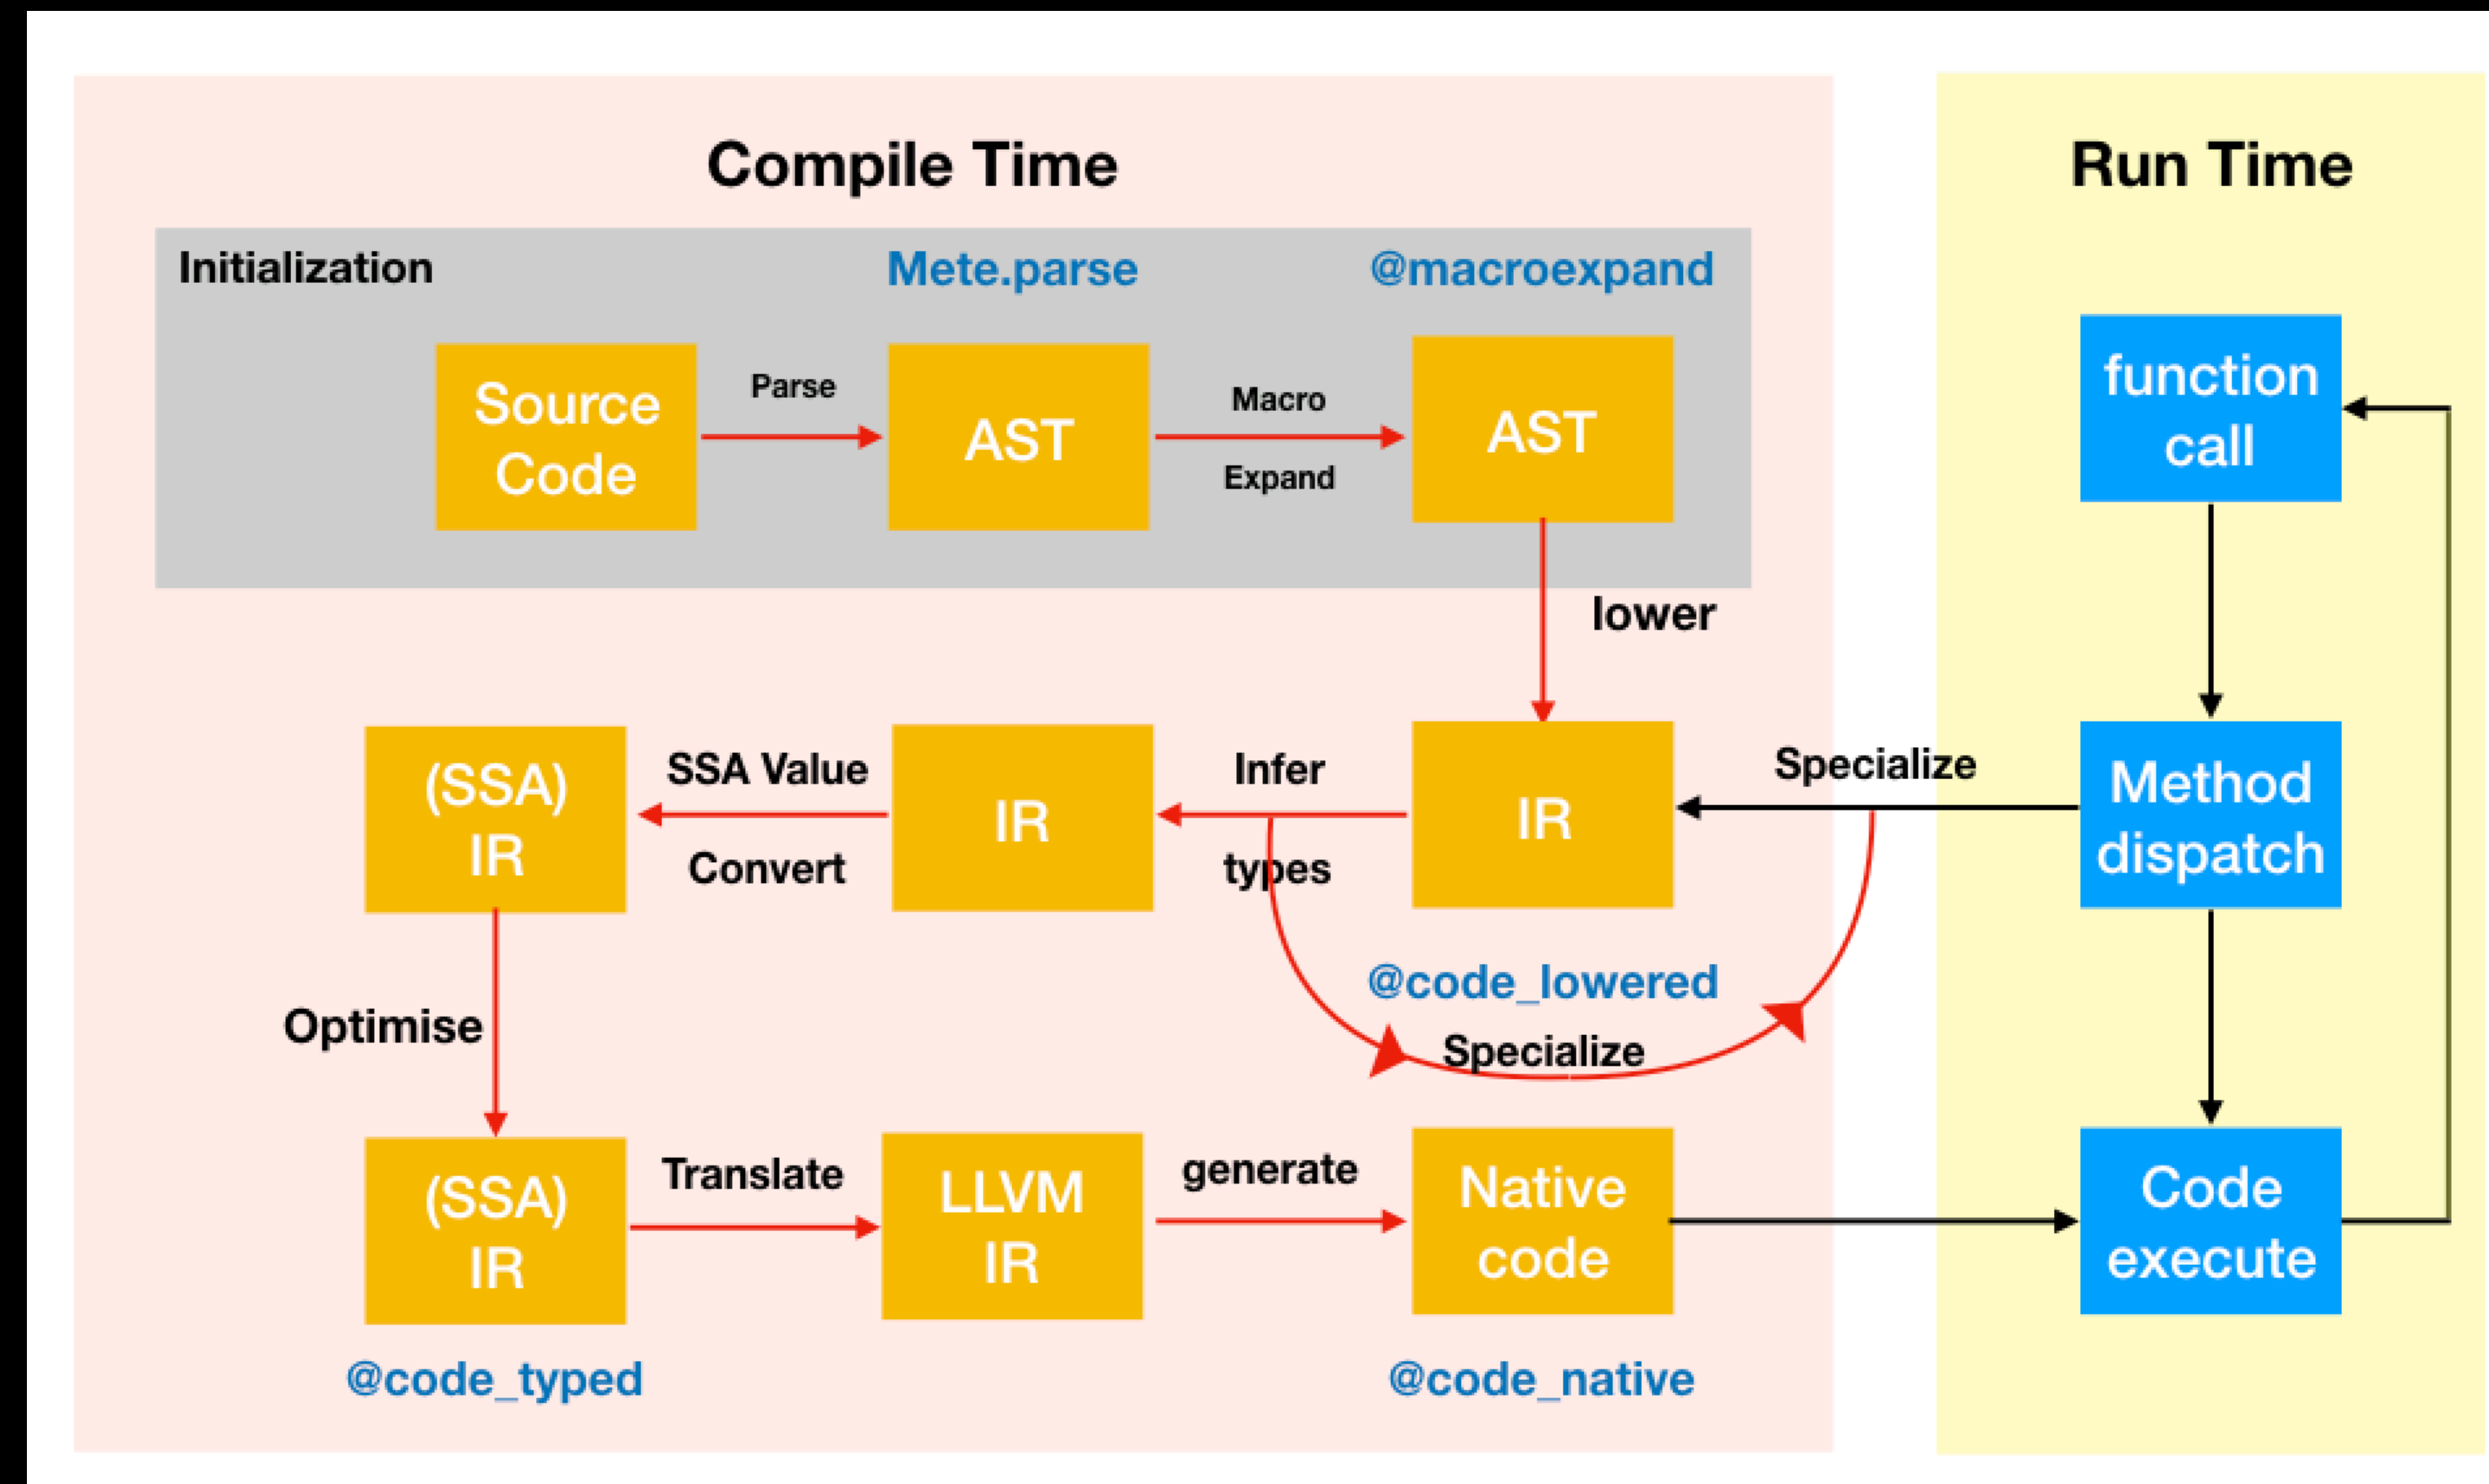 Compile Time
Run Time
Initialization
Mete.parse
@macroexpand
Source
Code
Parse
AST
Macro
Expand
AST
function
call
lower
(SSA)
IR
SSA Value
Convert
IR
Infer
types
IR
Specialize
Method
dispatch
@code_lowered
Specialize
Optimise
(SSA)
IR
Translate
LLVM
IR
generate
Native
code
Code
execute
@code_typed
@code_native